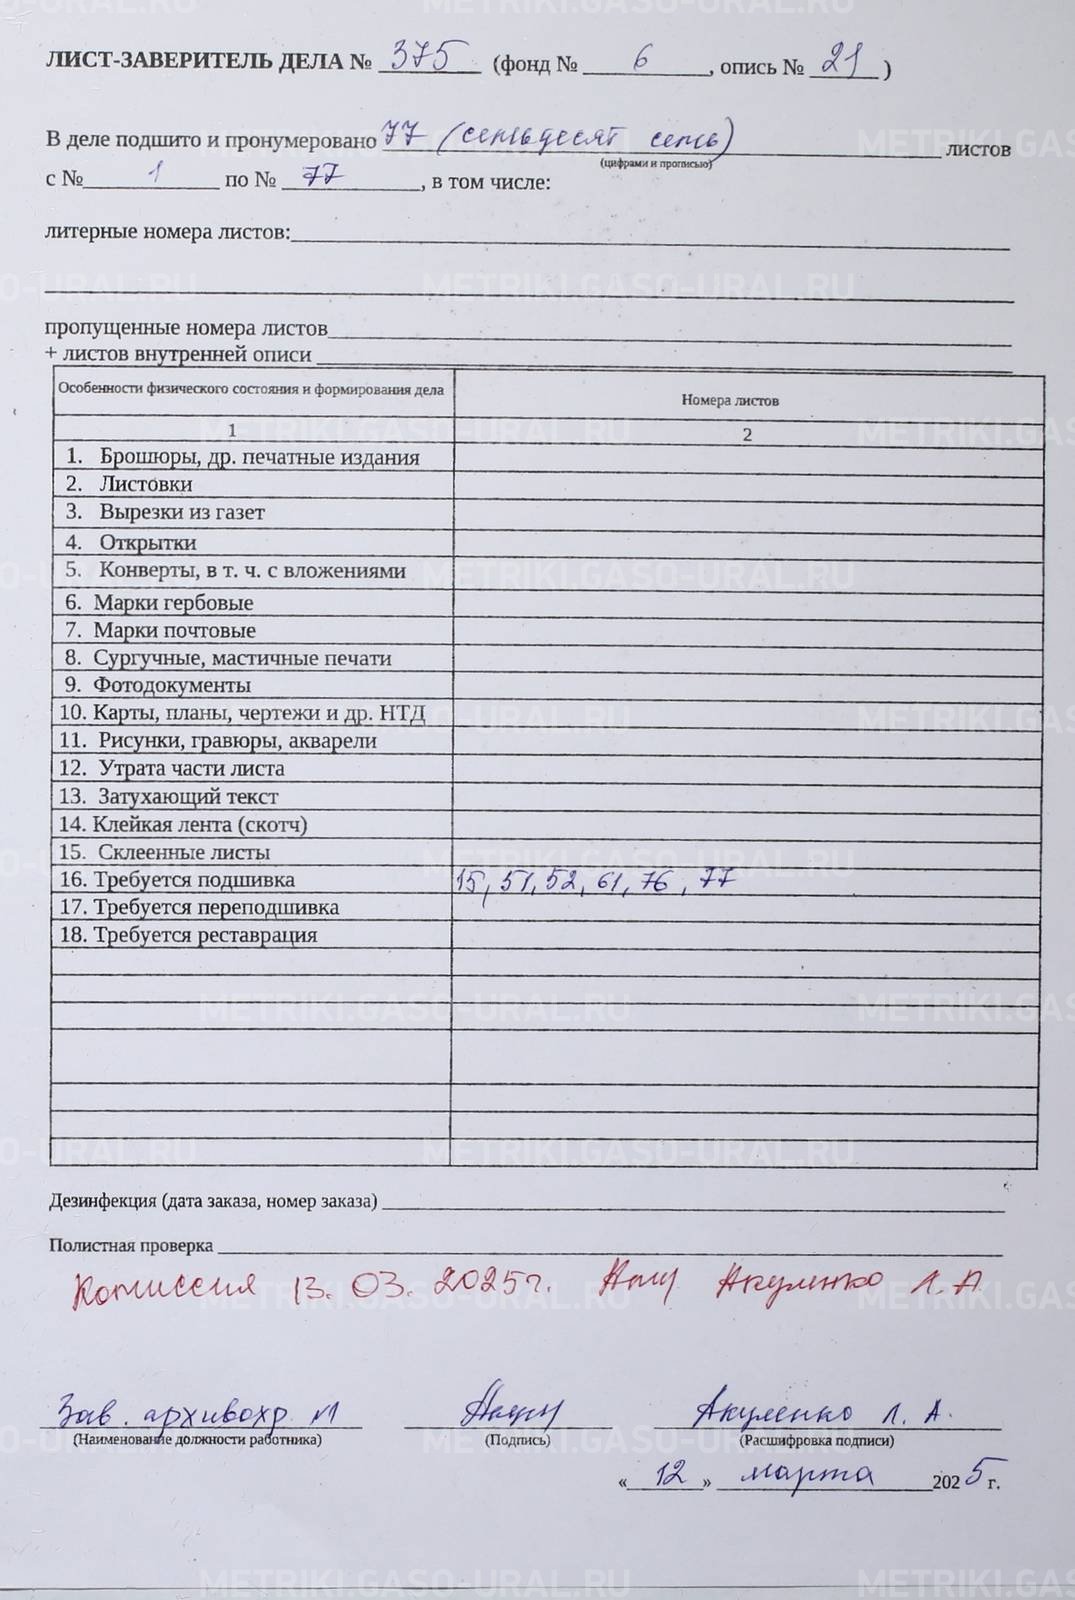 ЛИСТ-ЗАВЕРИТЕЛЬ ДЕЛА № 375 (фонд № 6, опись № 21)
В деле подшито и пронумеровано 77 (семьдесят семь) листов
(цифрами и прописью)
с № 1 по № 77, в том числе:
литерные номера листов:
пропущенные номера листов
+ листов внутренней описи
Особенности физического состояния и формирования дела Номера листов
1 2
1. Брошюры, др. печатные издания
2. Листовки
3. Вырезки из газет
4. Открытки
5. Конверты, в т. ч. с вложениями
6. Марки гербовые
7. Марки почтовые
8. Сургучные, мастичные печати
9. Фотодокументы
10. Карты, планы, чертежи и др. НТД
11. Рисунки, гравюры, акварели
12. Утрата части листа
13. Затухающий текст
14. Клейкая лента (скотч)
15. Склеенные листы
16. Требуется подшивка 15, 51, 52, 61, 76, 77
17. Требуется переподшивка
18. Требуется реставрация
Дезинфекция (дата заказа, номер заказа)
Полистная проверка
Комиссия 13.03.2025г. Акуленко Л.А
Зав. архивохр. №1 Акуленко Л. А.
(Наименование должности работника) (Подпись) (Расшифровка подписи)
«12» марта 2025 г.
METRIKI.GASO-URAL.RU